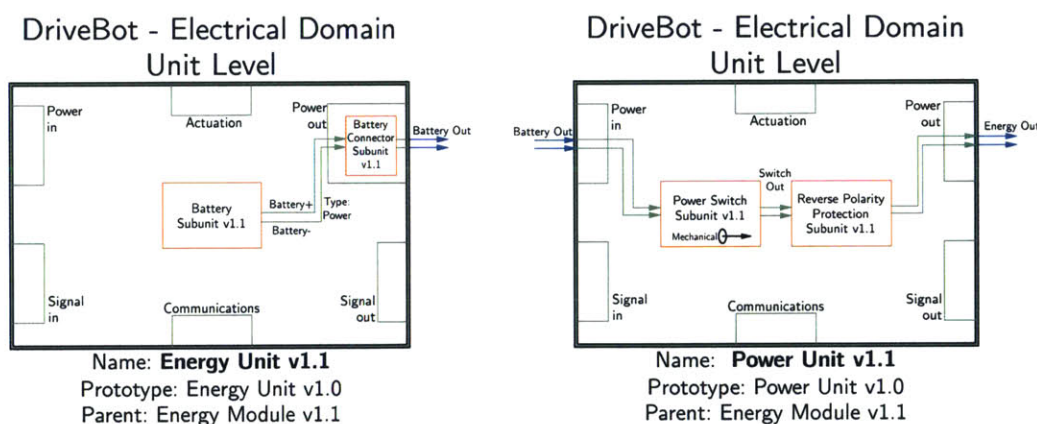 DriveBot - Electrical Domain
Unit Level
Power
in
Actuation
Power
out
Battery
Connector
Subunit
v1.1
Battery Out
Battery
Subunit v1.1
Battery+
Battery-
Type:
Power
Signal
in
Communications
Signal
out
Name: Energy Unit v1.1
Prototype: Energy Unit v1.0
Parent: Energy Module v1.1
DriveBot - Electrical Domain
Unit Level
Battery Out
Power
in
Actuation
Power
out
Energy Out
Power Switch
Subunit v1.1
Mechanical
Switch
Out
Reverse Polarity
Protection
Subunit v1.1
Signal
in
Communications
Signal
out
Name: Power Unit v1.1
Prototype: Power Unit v1.0
Parent: Energy Module v1.1